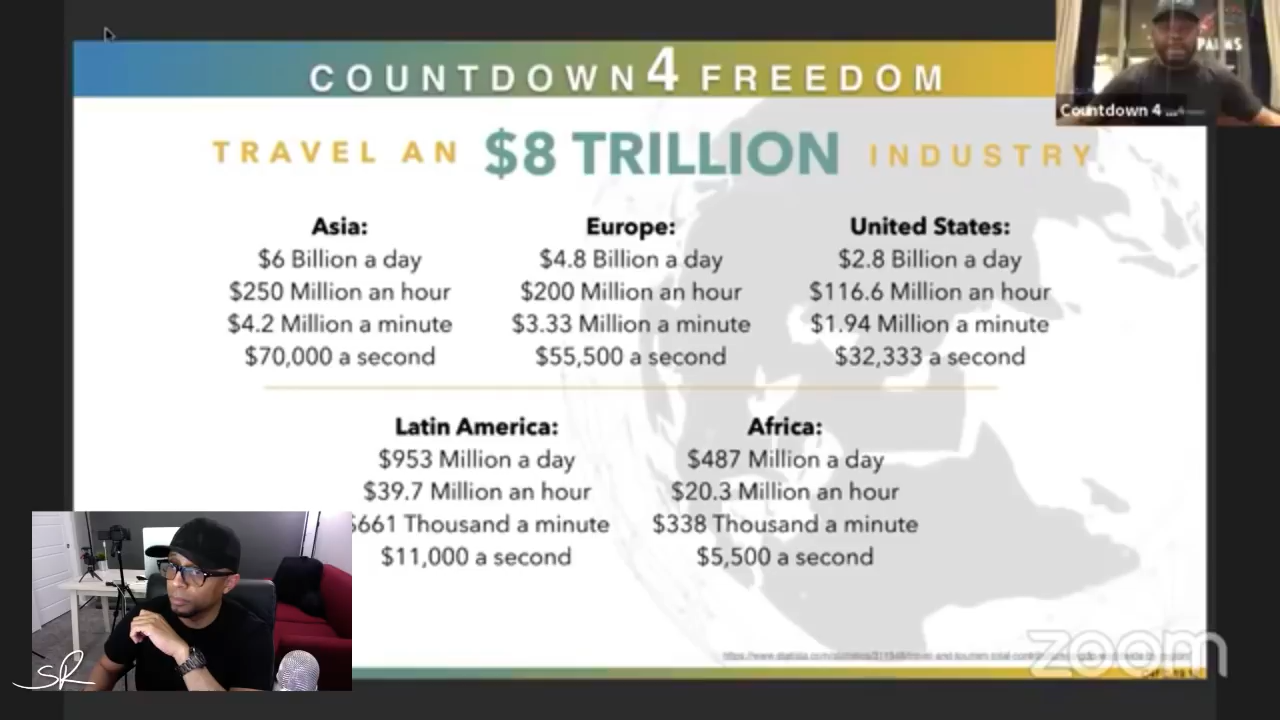 COUNTDOWN 4 FREEDOM
PALMS
Countdown 4 ...
TRAVEL AN $8 TRILLION INDUSTRY
Asia:
$6 Billion a day
$250 Million an hour
$4.2 Million a minute
$70,000 a second
Europe:
$4.8 Billion a day
$200 Million an hour
$3.33 Million a minute
$55,500 a second
United States:
$2.8 Billion a day
$116.6 Million an hour
$1.94 Million a minute
$32,333 a second
Latin America:
$953 Million a day
$39.7 Million an hour
$661 Thousand a minute
$11,000 a second
Africa:
$487 Million a day
$20.3 Million an hour
$338 Thousand a minute
$5,500 a second
SR
zoom